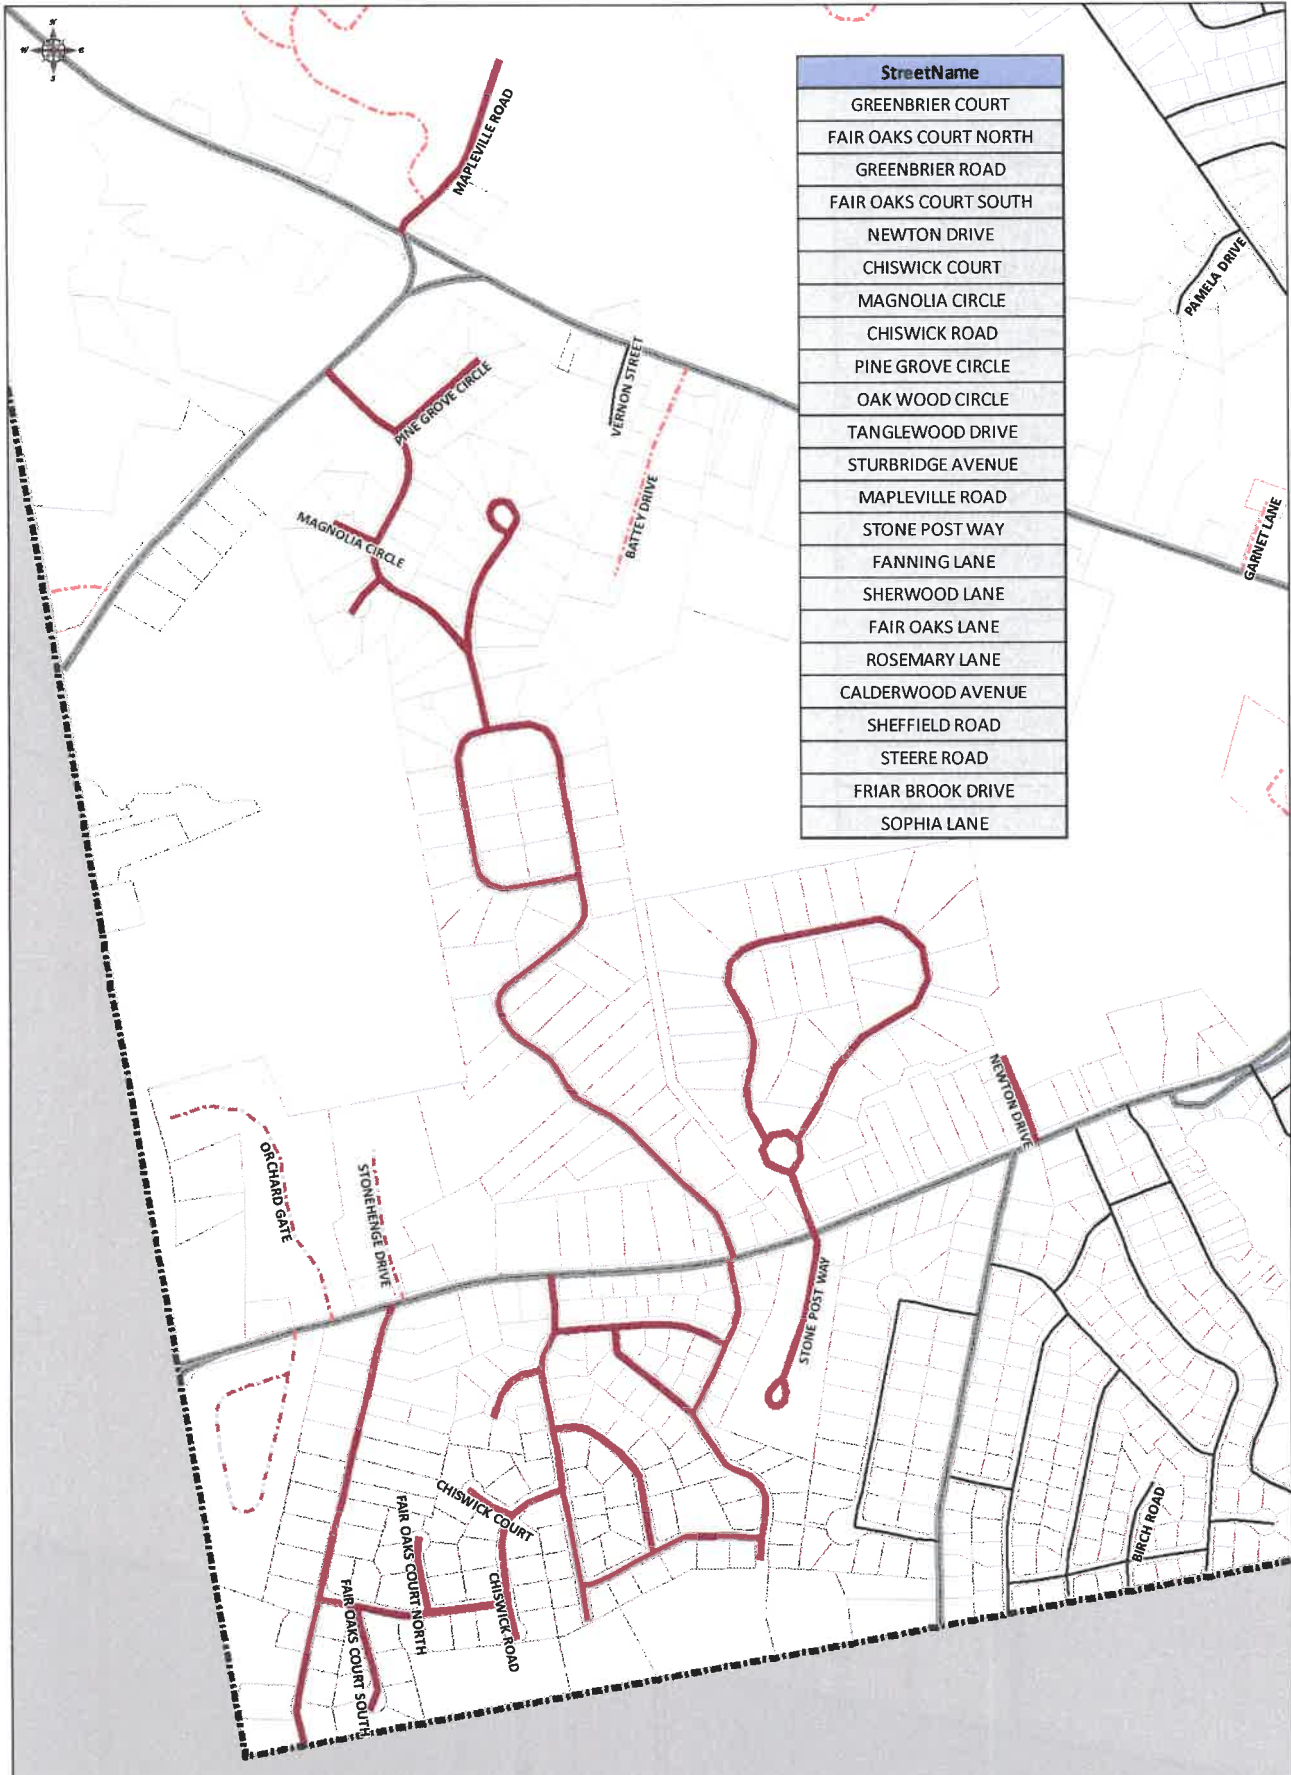 N
W E
S
StreetName
GREENBRIER COURT
FAIR OAKS COURT NORTH
GREENBRIER ROAD
FAIR OAKS COURT SOUTH
NEWTON DRIVE
CHISWICK COURT
MAGNOLIA CIRCLE
CHISWICK ROAD
PINE GROVE CIRCLE
OAK WOOD CIRCLE
TANGLEWOOD DRIVE
STURBRIDGE AVENUE
MAPLEVILLE ROAD
STONE POST WAY
FANNING LANE
SHERWOOD LANE
FAIR OAKS LANE
ROSEMARY LANE
CALDERWOOD AVENUE
SHEFFIELD ROAD
STEERE ROAD
FRIAR BROOK DRIVE
SOPHIA LANE
MAPLEVILLE ROAD
PAMELA DRIVE
PINE GROVE CIRCLE
VERNON STREET
BATTEY DRIVE
MAGNOLIA CIRCLE
GARNET LANE
NEWTON DRIVE
ORCHARD GATE
STONEHENGE DRIVE
STONE POST WAY
CHISWICK COURT
FAIR OAKS COURT NORTH
CHISWICK ROAD
FAIR OAKS COURT SOUTH
BIRCH ROAD